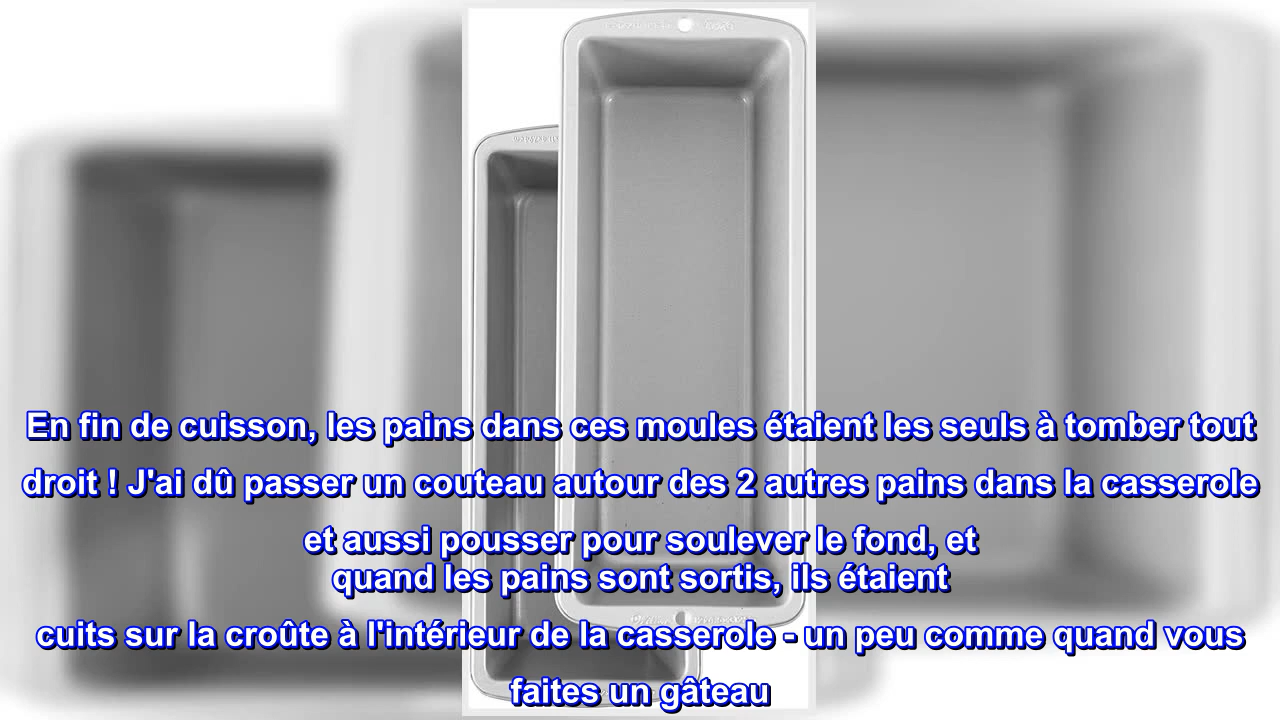 En fin de cuisson, les pains dans ces moules étaient les seuls à tomber tout
droit ! J'ai dû passer un couteau autour des 2 autres pains dans la casserole
et aussi pousser pour soulever le fond, et
quand les pains sont sortis, ils étaient
cuits sur la croûte à l'intérieur de la casserole - un peu comme quand vous
faites un gâteau